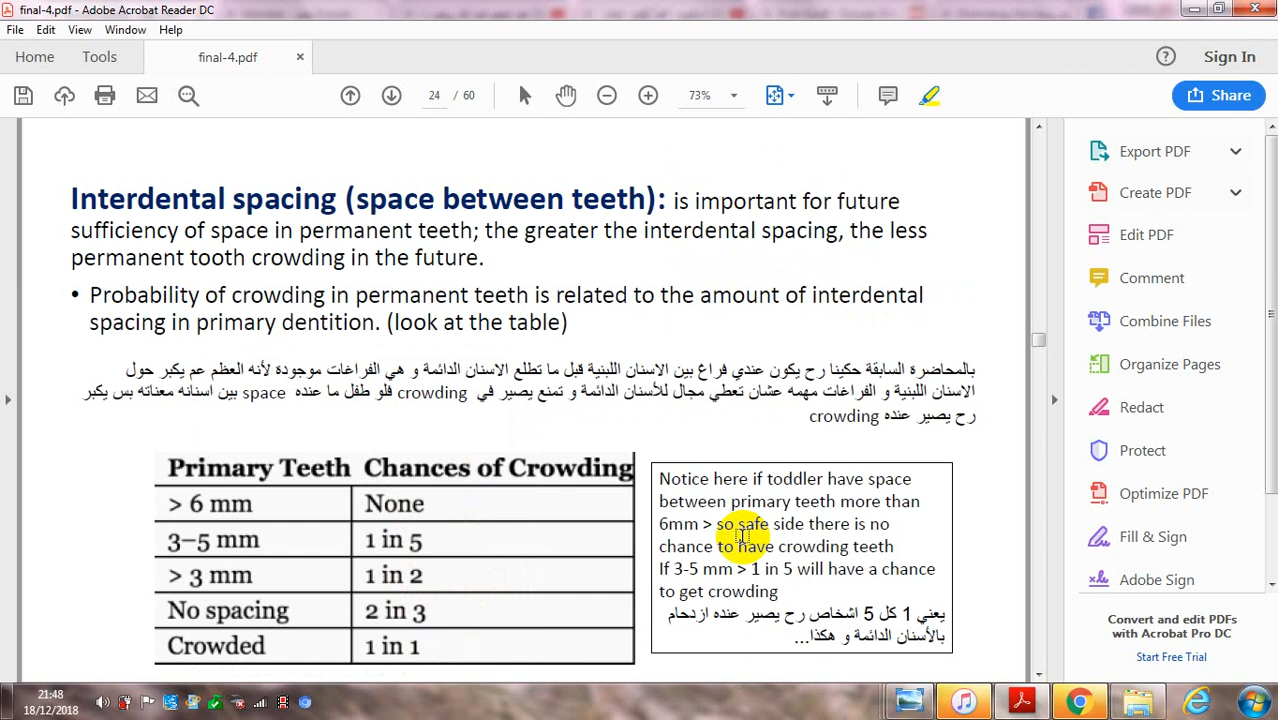 final-4.pdf - Adobe Acrobat Reader DC
File Edit View Window Help
Home Tools final-4.pdf × Sign In
24 / 60 73% Share
Interdental spacing (space between teeth): is important for future
sufficiency of space in permanent teeth; the greater the interdental spacing, the less
permanent tooth crowding in the future.
• Probability of crowding in permanent teeth is related to the amount of interdental
spacing in primary dentition. (look at the table)
بالمحاضرة السابقة حكينا رح يكون عندي فراغ بين الاسنان اللبنية قبل ما تطلع الاسنان الدائمة و هي الفراغات موجودة لأنه العظم عم يكبر حول
الاسنان اللبنية و الفراغات مهمه عشان تعطي مجال للأسنان الدائمة و تمنع يصير في crowding فلو طفل ما عنده space بين اسنانه معناته بس يكبر
رح يصير عنده crowding
Primary Teeth Chances of Crowding
> 6 mm None
3–5 mm 1 in 5
> 3 mm 1 in 2
No spacing 2 in 3
Crowded 1 in 1
Notice here if toddler have space
between primary teeth more than
6mm > so safe side there is no
chance to have crowding teeth
If 3-5 mm > 1 in 5 will have a chance
to get crowding
يعني 1 كل 5 اشخاص رح يصير عنده ازدحام
بالأسنان الدائمة و هكذا...
Export PDF
Create PDF
Edit PDF
Comment
Combine Files
Organize Pages
Redact
Protect
Optimize PDF
Fill & Sign
Adobe Sign
Convert and edit PDFs
with Acrobat Pro DC
Start Free Trial
21:48
18/12/2018